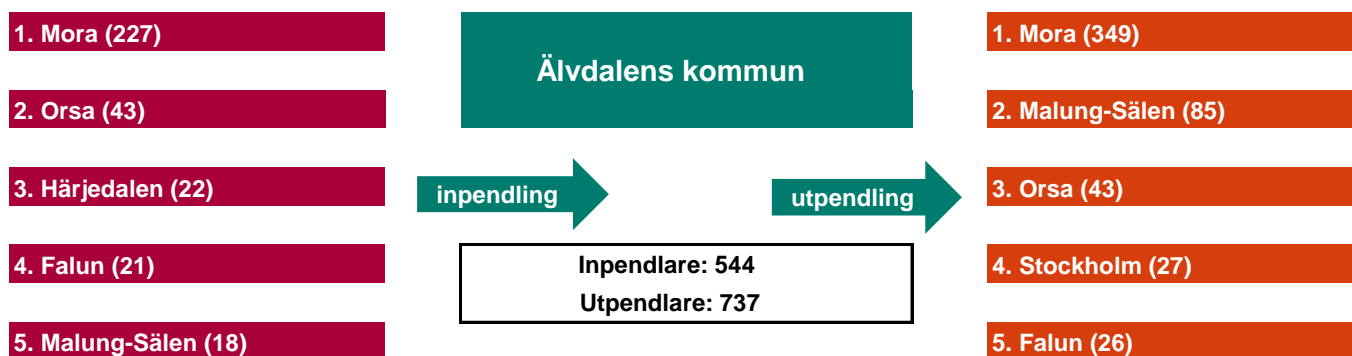 1. Mora (227)
2. Orsa (43)
3. Härjedalen (22)
4. Falun (21)
5. Malung-Sälen (18)
Älvdalens kommun
inpendling
utpendling
Inpendlare: 544
Utpendlare: 737
1. Mora (349)
2. Malung-Sälen (85)
3. Orsa (43)
4. Stockholm (27)
5. Falun (26)